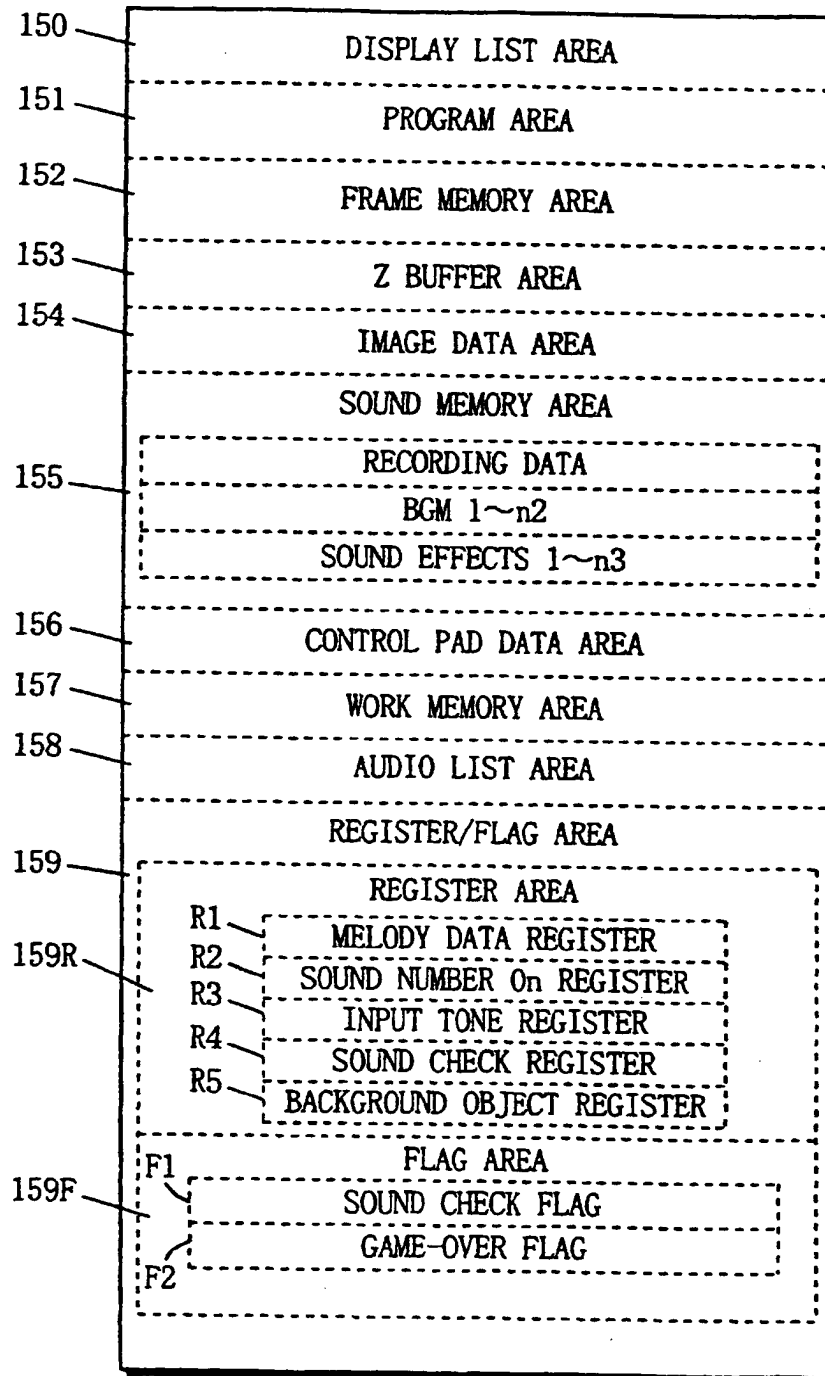 150
DISPLAY LIST AREA
151
PROGRAM AREA
152
FRAME MEMORY AREA
153
Z BUFFER AREA
154
IMAGE DATA AREA
SOUND MEMORY AREA
155
RECORDING DATA
BGM 1~n2
SOUND EFFECTS 1~n3
156
CONTROL PAD DATA AREA
157
WORK MEMORY AREA
158
AUDIO LIST AREA
REGISTER/FLAG AREA
159
REGISTER AREA
159R
R1
MELODY DATA REGISTER
R2
SOUND NUMBER On REGISTER
R3
INPUT TONE REGISTER
R4
SOUND CHECK REGISTER
R5
BACKGROUND OBJECT REGISTER
159F
FLAG AREA
F1
SOUND CHECK FLAG
F2
GAME-OVER FLAG